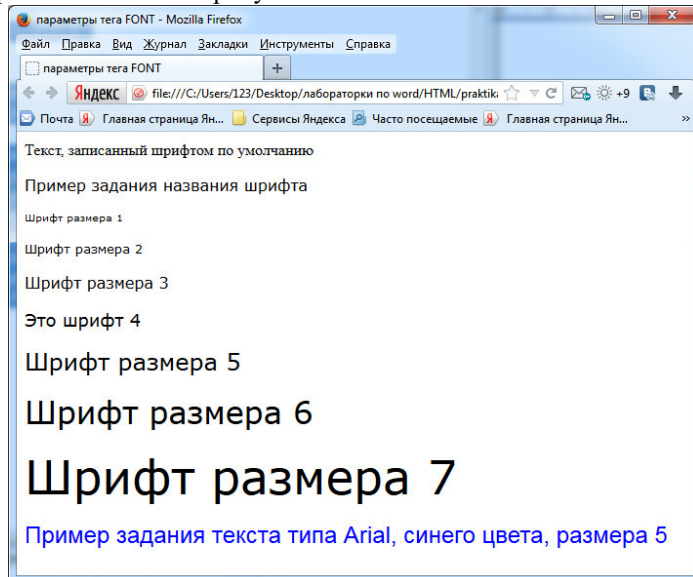 параметры тега FONT - Mozilla Firefox
Файл Правка Вид Журнал Закладки Инструменты Справка
параметры тега FONT +
ЯНДЕКС file:///C:/Users/123/Desktop/лабораторки по word/HTML/praktik +9
Почта Главная страница Ян... Сервисы Яндекса Часто посещаемые Главная страница Ян... »
Текст, записанный шрифтом по умолчанию
Пример задания названия шрифта
Шрифт размера 1
Шрифт размера 2
Шрифт размера 3
Это шрифт 4
Шрифт размера 5
Шрифт размера 6
Шрифт размера 7
Пример задания текста типа Arial, синего цвета, размера 5